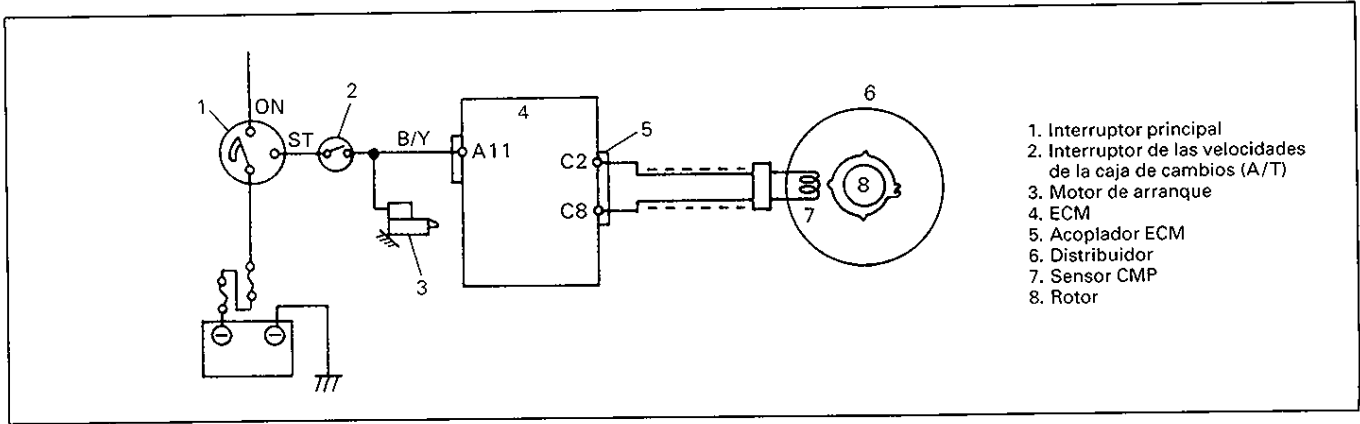 ON
1
2
ST
B/Y
A11
4
C2
C8
5
6
7
8
3
1. Interruptor principal
2. Interruptor de las velocidades
de la caja de cambios (A/T)
3. Motor de arranque
4. ECM
5. Acoplador ECM
6. Distribuidor
7. Sensor CMP
8. Rotor